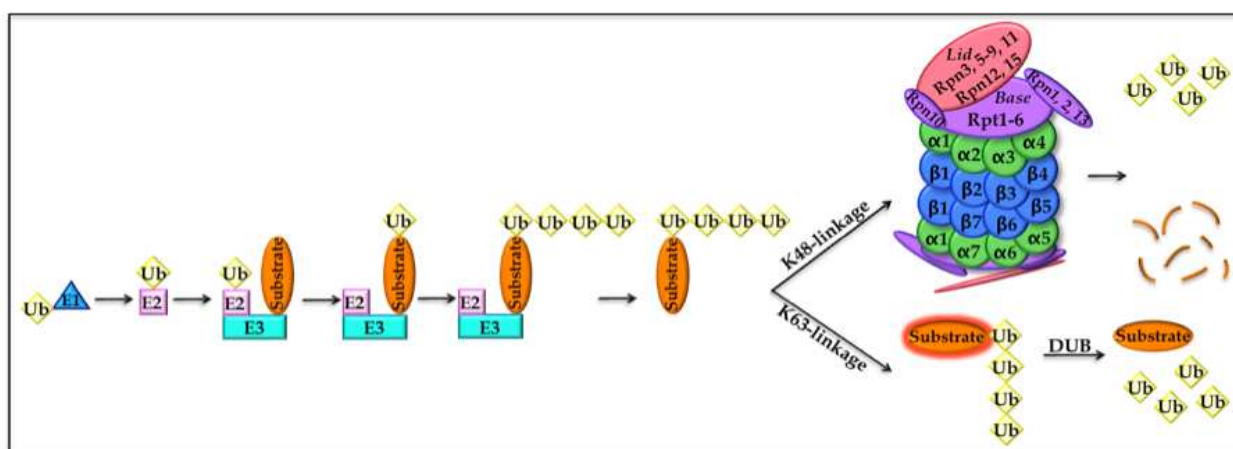 Ub
E1
Ub
E2
Ub
E2
Substrate
E3
Ub
E2
Substrate
E3
Ub Ub Ub Ub
E2
Substrate
E3
Ub Ub Ub Ub
Substrate
K48-linkage
K63-linkage
Lid
Rpn3, 5-9, 11
Rpn12, 15
Rpn10
Base
Rpt1-6
Rpn1, 2, 13
α1 α2 α3 α4
β1 β2 β3 β4
β1 β7 β6 β5
α1 α7 α6 α5
Ub Ub Ub Ub
Substrate Ub
Ub
Ub
Ub
DUB
Substrate
Ub Ub Ub Ub